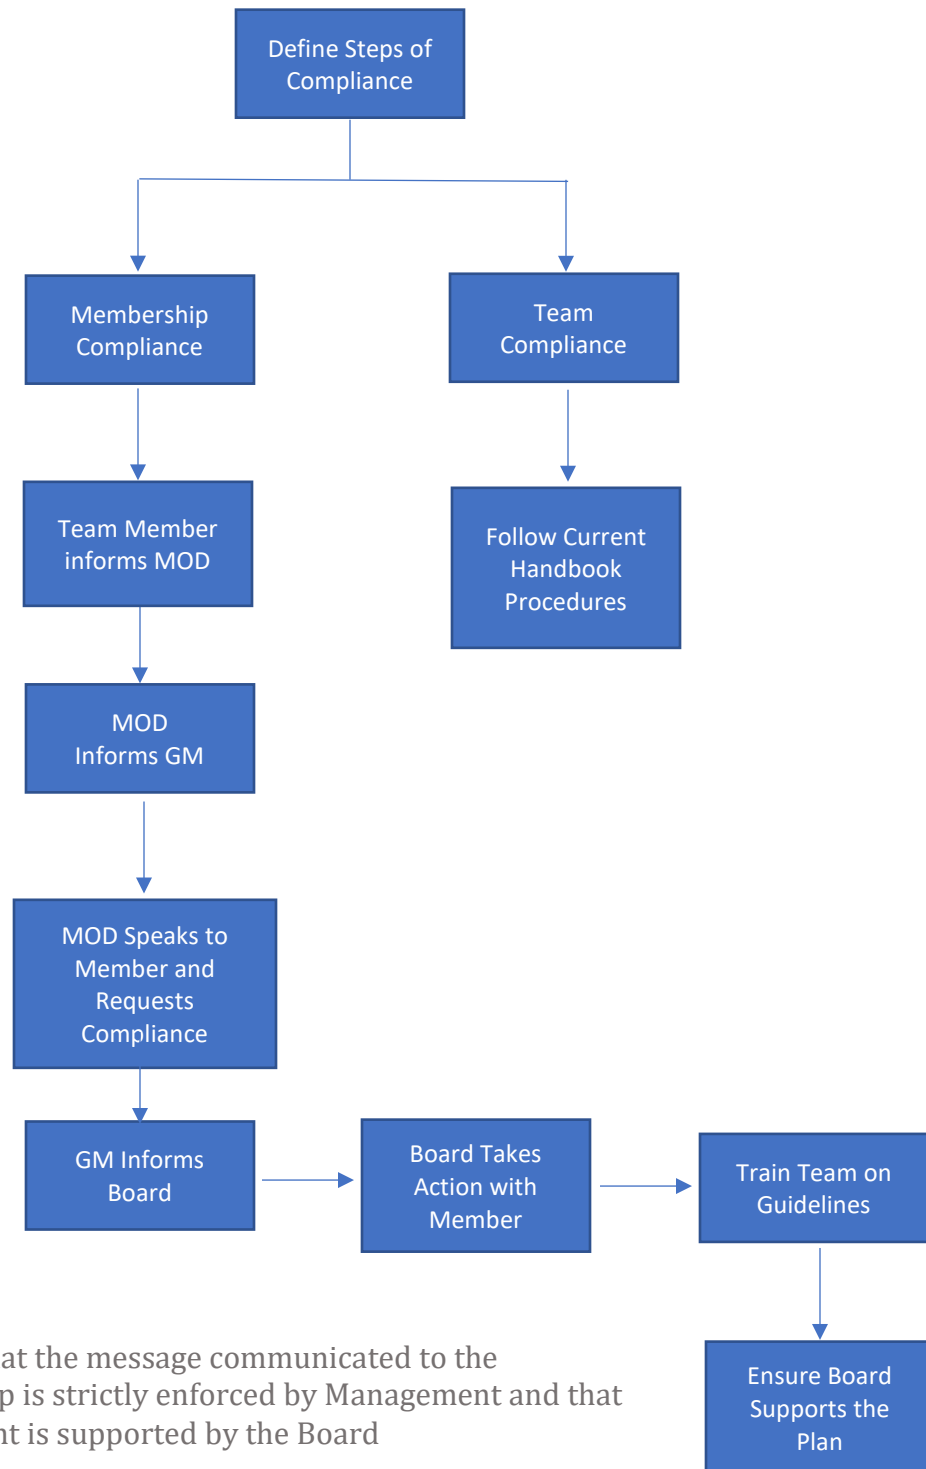 Define Steps of
Compliance
Membership
Compliance
Team
Compliance
Team Member
informs MOD
Follow Current
Handbook
Procedures
MOD
Informs GM
MOD Speaks to
Member and
Requests
Compliance
GM Informs
Board
Board Takes
Action with
Member
Train Team on
Guidelines
Ensure Board
Supports the
Plan
at the message communicated to the
p is strictly enforced by Management and that
nt is supported by the Board